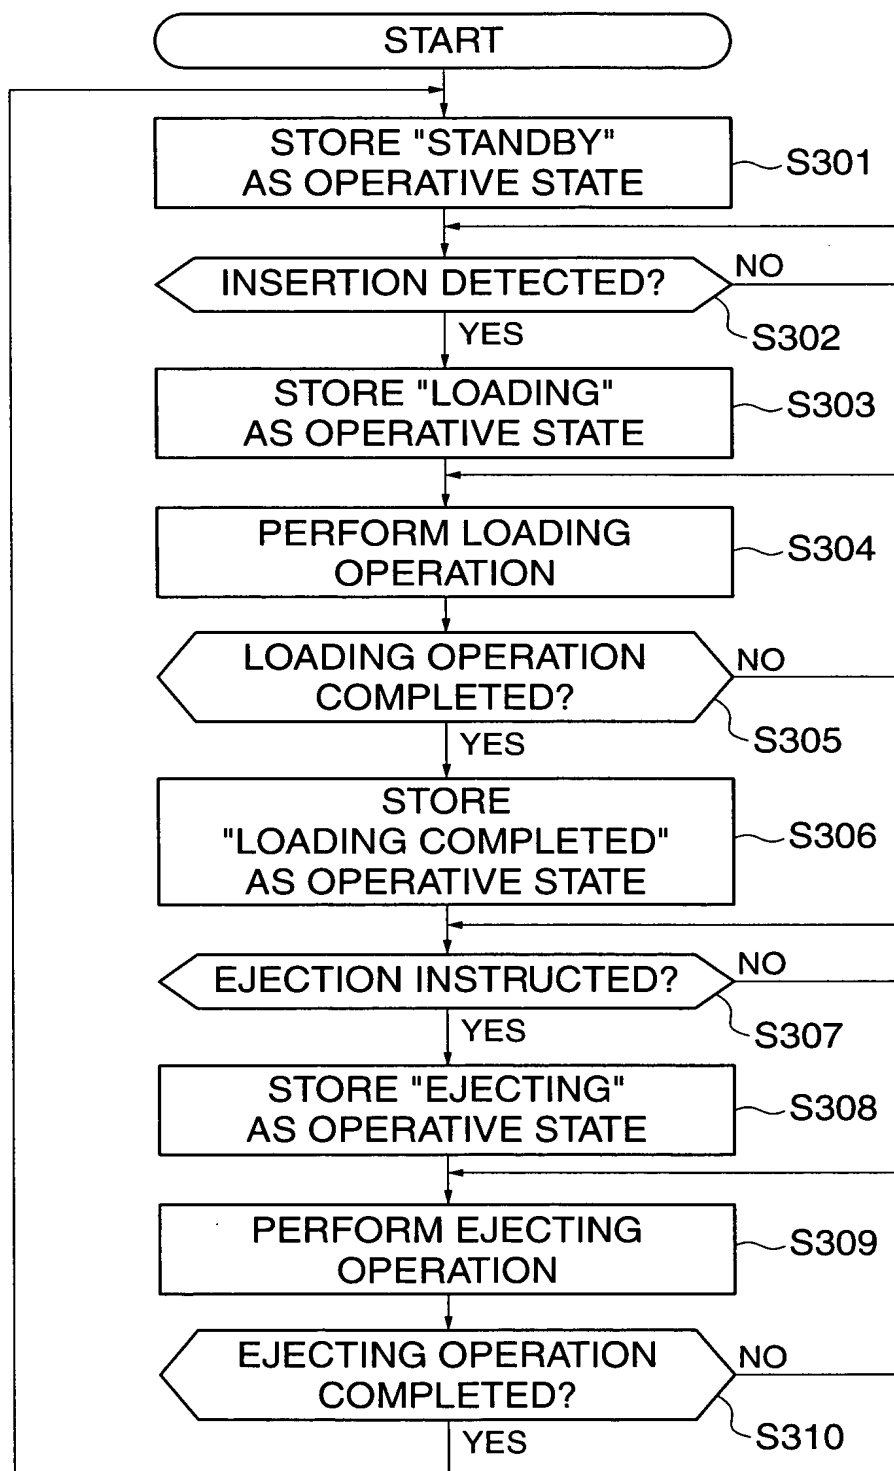 START
STORE "STANDBY"
AS OPERATIVE STATE
S301
INSERTION DETECTED?
NO
S302
YES
STORE "LOADING"
AS OPERATIVE STATE
S303
PERFORM LOADING
OPERATION
S304
LOADING OPERATION
COMPLETED?
NO
S305
YES
STORE
"LOADING COMPLETED"
AS OPERATIVE STATE
S306
EJECTION INSTRUCTED?
NO
S307
YES
STORE "EJECTING"
AS OPERATIVE STATE
S308
PERFORM EJECTING
OPERATION
S309
EJECTING OPERATION
COMPLETED?
NO
S310
YES